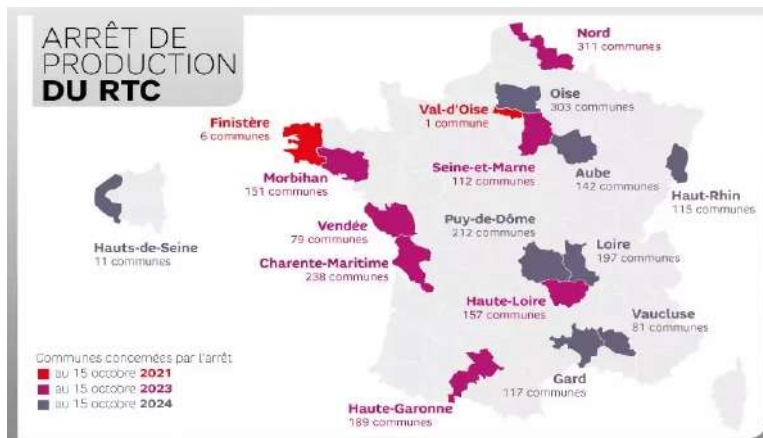 ARRÊT DE
PRODUCTION
DU RTC
Nord
311 communes
Oise
303 communes
Val-d'Oise
1 commune
Finistère
6 communes
Seine-et-Marne
112 communes
Aube
142 communes
Haut-Rhin
115 communes
Morbihan
151 communes
Hauts-de-Seine
11 communes
Vendée
79 communes
Puy-de-Dôme
212 communes
Loire
197 communes
Charente-Maritime
238 communes
Haute-Loire
157 communes
Vaucluse
81 communes
Gard
117 communes
Haute-Garonne
189 communes
Communes concernées par l'arrêt
au 15 octobre 2021
au 15 octobre 2023
au 15 octobre 2024